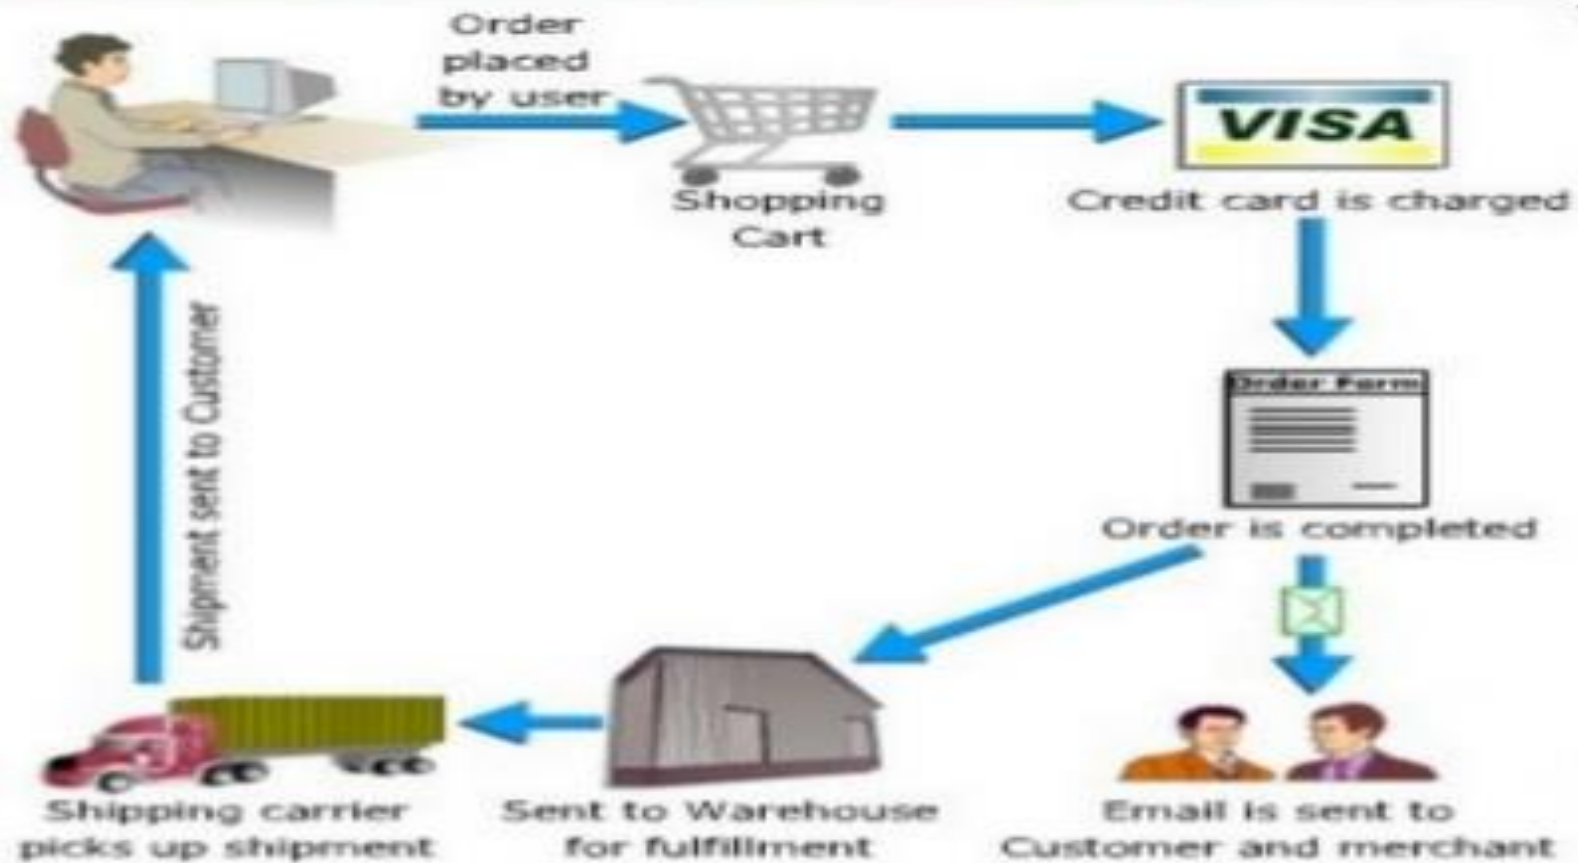 Order
placed
by user
Shopping
Cart
VISA
Credit card is charged
Order Form
Order is completed
Email is sent to
Customer and merchant
Sent to Warehouse
for fulfillment
Shipping carrier
picks up shipment
Shipment sent to Customer